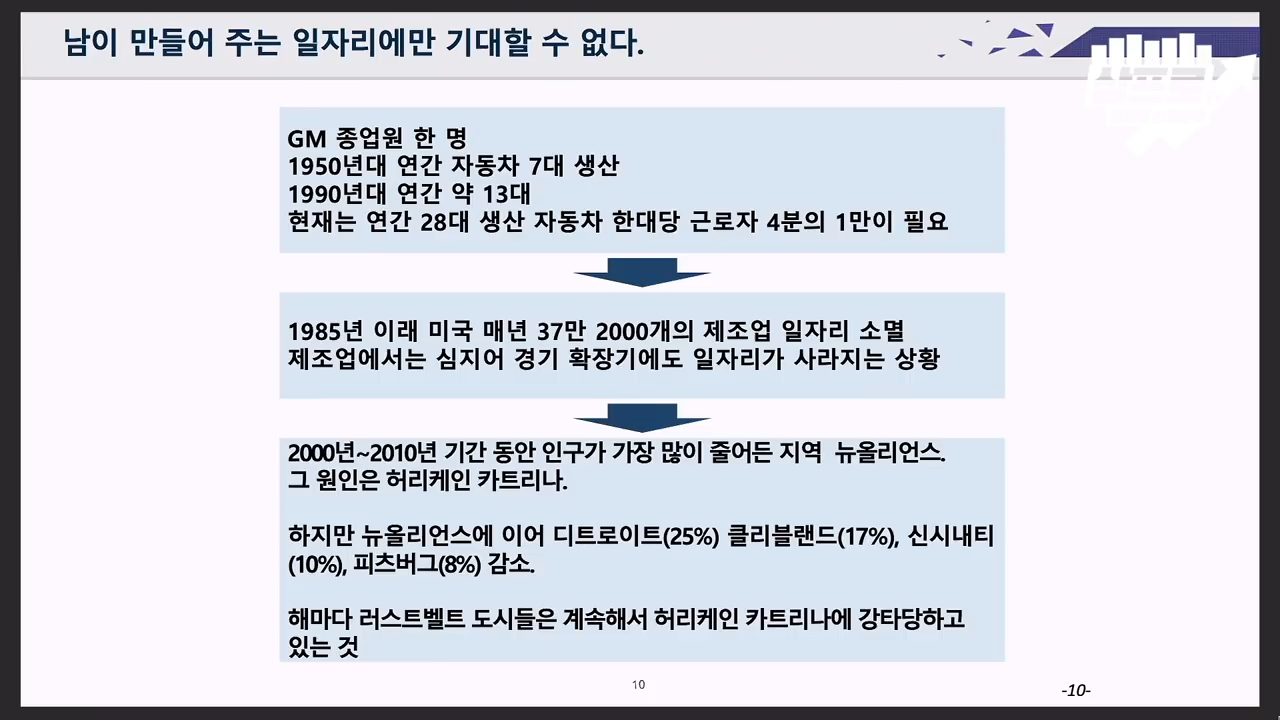 남이 만들어 주는 일자리에만 기대할 수 없다.
GM 종업원 한 명
1950년대 연간 자동차 7대 생산
1990년대 연간 약 13대
현재는 연간 28대 생산 자동차 한대당 근로자 4분의 1만이 필요
1985년 이래 미국 매년 37만 2000개의 제조업 일자리 소멸
제조업에서는 심지어 경기 확장기에도 일자리가 사라지는 상황
2000년~2010년 기간 동안 인구가 가장 많이 줄어든 지역 뉴올리언스.
그 원인은 허리케인 카트리나.
하지만 뉴올리언스에 이어 디트로이트(25%) 클리블랜드(17%), 신시내티
(10%), 피츠버그(8%) 감소.
해마다 러스트벨트 도시들은 계속해서 허리케인 카트리나에 강타당하고
있는 것
10
-10-